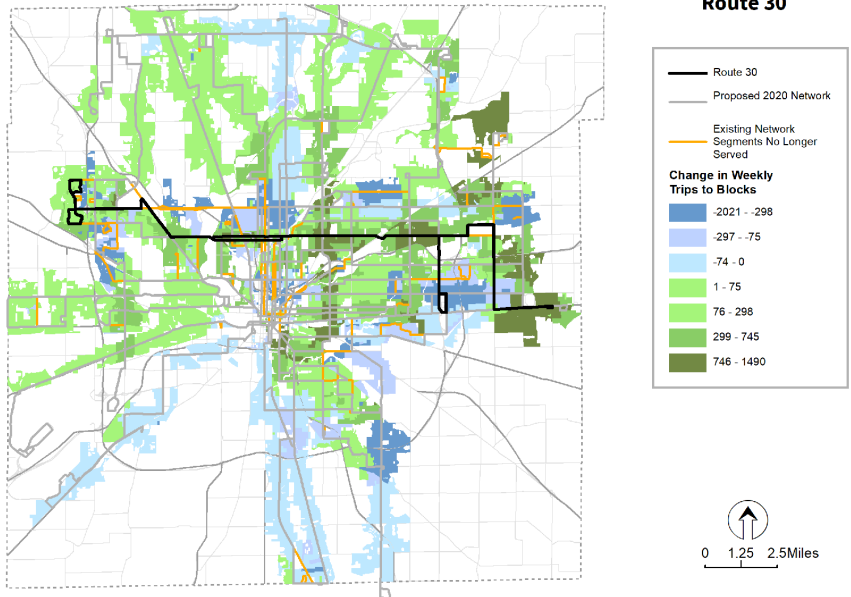 Route 30
Route 30
Proposed 2020 Network
Existing Network
Segments No Longer
Served
Change in Weekly
Trips to Blocks
-2021 - -298
-297 - -75
-74 - 0
1 - 75
76 - 298
299 - 745
746 - 1490
0 1.25 2.5Miles